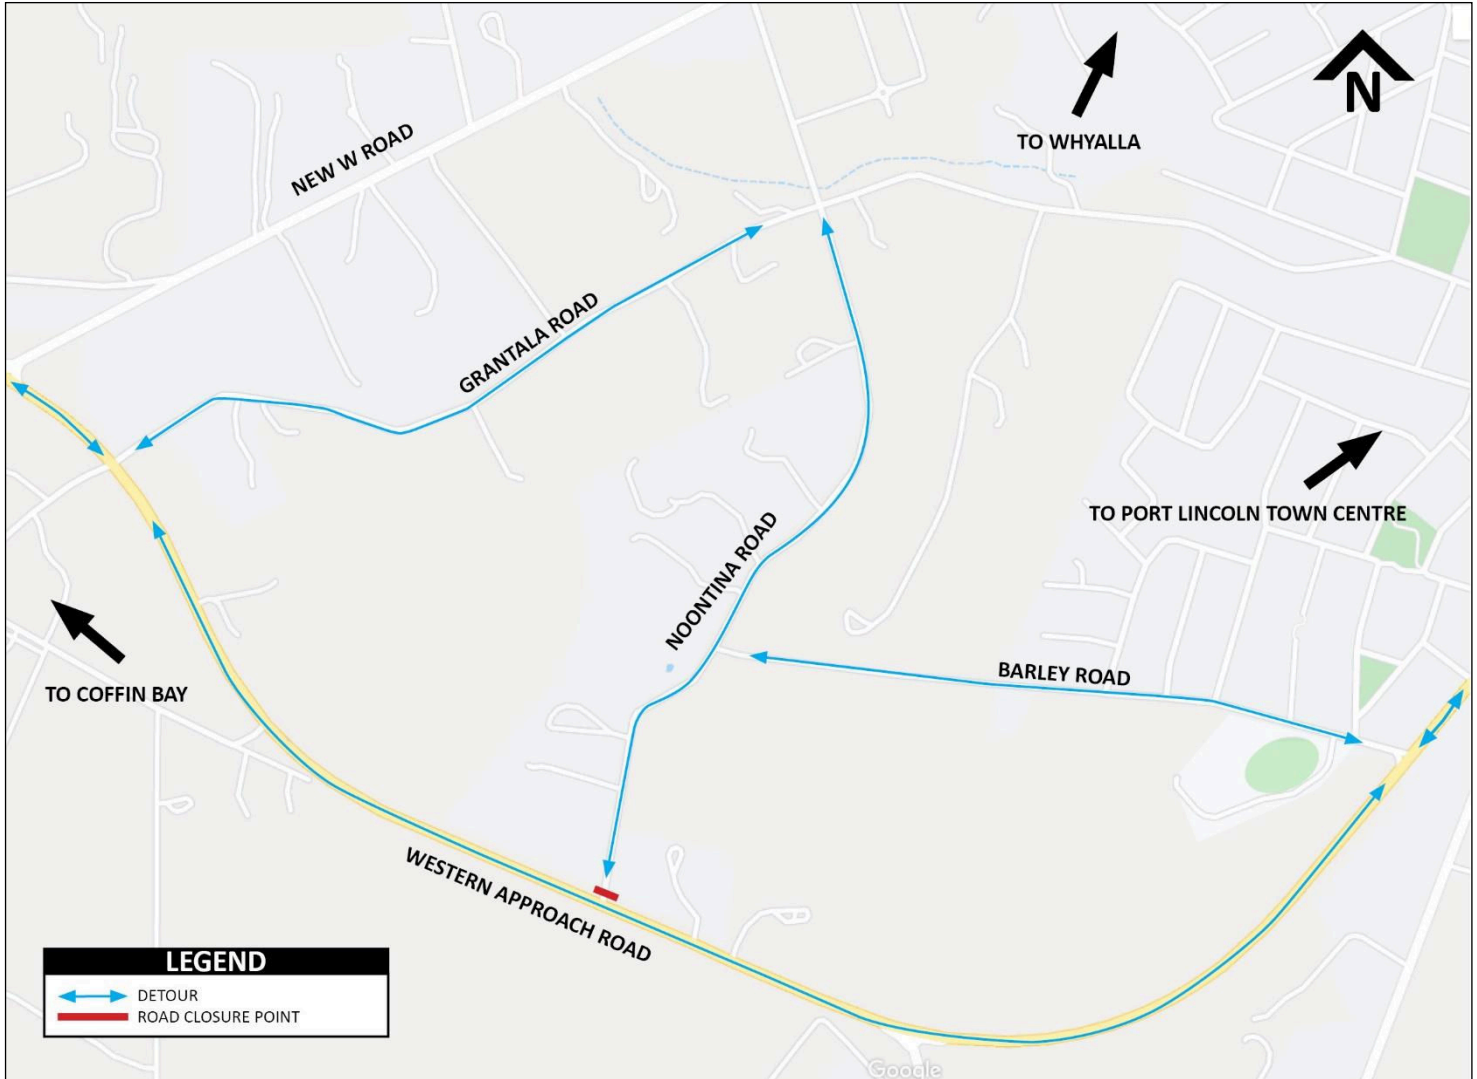 N
TO WHYALLA
NEW W ROAD
GRANTALA ROAD
TO PORT LINCOLN TOWN CENTRE
NOONTINA ROAD
BARLEY ROAD
TO COFFIN BAY
WESTERN APPROACH ROAD
LEGEND
DETOUR
ROAD CLOSURE POINT
Google